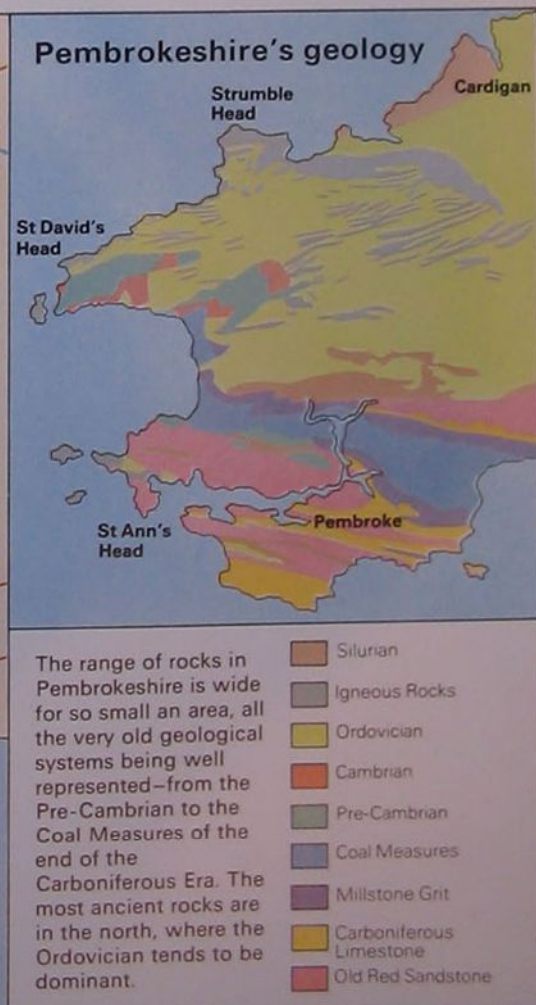 Pembrokeshire's geology
Strumble
Head
Cardigan
St David's
Head
St Ann's
Head
Pembroke
The range of rocks in
Pembrokeshire is wide
for so small an area, all
the very old geological
systems being well
represented–from the
Pre-Cambrian to the
Coal Measures of the
end of the
Carboniferous Era. The
most ancient rocks are
in the north, where the
Ordovician tends to be
dominant.
Silurian
Igneous Rocks
Ordovician
Cambrian
Pre-Cambrian
Coal Measures
Millstone Grit
Carboniferous
Limestone
Old Red Sandstone